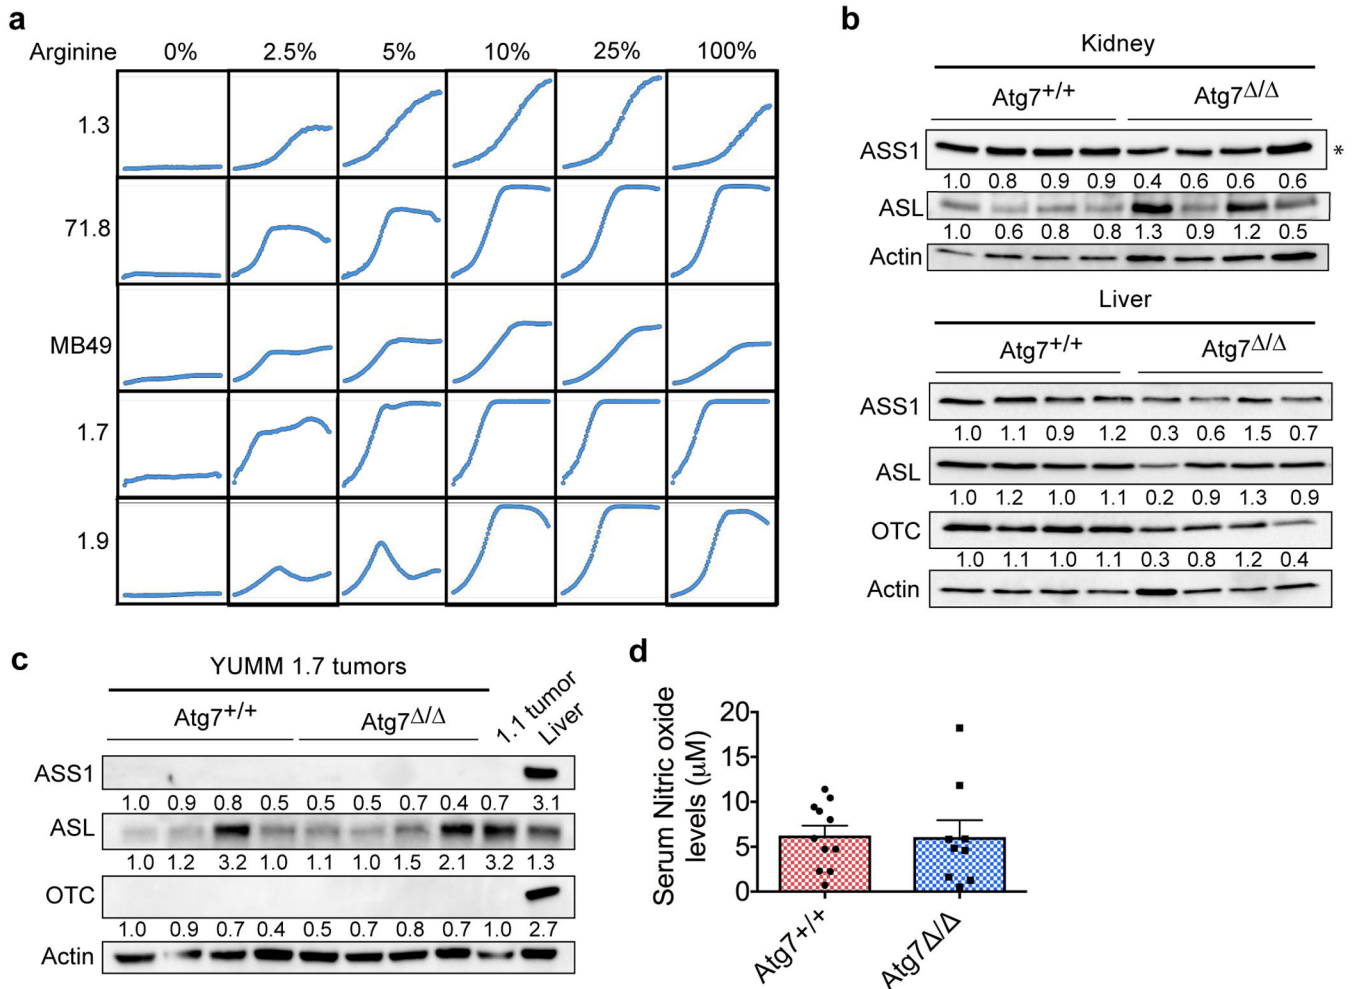 a
Arginine 0% 2.5% 5% 10% 25% 100%
1.3
71.8
MB49
1.7
1.9
b
Kidney
Atg7+/+ Atg7Δ/Δ
ASS1 *
1.0 0.8 0.9 0.9 0.4 0.6 0.6 0.6
ASL
1.0 0.6 0.8 0.8 1.3 0.9 1.2 0.5
Actin
Liver
Atg7+/+ Atg7Δ/Δ
ASS1
1.0 1.1 0.9 1.2 0.3 0.6 1.5 0.7
ASL
1.0 1.2 1.0 1.1 0.2 0.9 1.3 0.9
OTC
1.0 1.1 1.0 1.1 0.3 0.8 1.2 0.4
Actin
c
YUMM 1.7 tumors
Atg7+/+ Atg7Δ/Δ 1.1 tumor Liver
ASS1
1.0 0.9 0.8 0.5 0.5 0.5 0.7 0.4 0.7 3.1
ASL
1.0 1.2 3.2 1.0 1.1 1.0 1.5 2.1 3.2 1.3
OTC
1.0 0.9 0.7 0.4 0.5 0.7 0.8 0.7 1.0 2.7
Actin
d
Serum Nitric oxide
levels (μM)
20
15
10
5
0
Atg7+/+ Atg7Δ/Δ